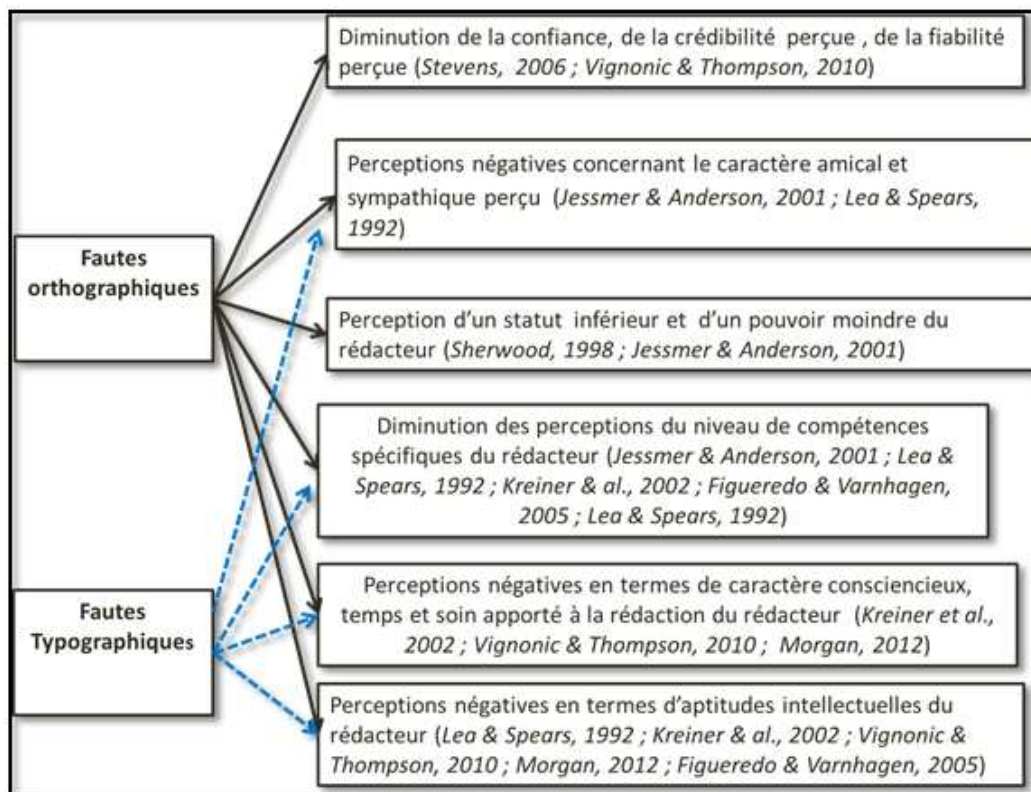 Diminution de la confiance, de la crédibilité perçue , de la fiabilité
perçue (Stevens, 2006 ; Vignonic & Thompson, 2010)
Perceptions négatives concernant le caractère amical et
sympathique perçu (Jessmer & Anderson, 2001 ; Lea & Spears,
1992)
Fautes
orthographiques
Perception d'un statut inférieur et d'un pouvoir moindre du
rédacteur (Sherwood, 1998 ; Jessmer & Anderson, 2001)
Diminution des perceptions du niveau de compétences
spécifiques du rédacteur (Jessmer & Anderson, 2001 ; Lea &
Spears, 1992 ; Kreiner & al., 2002 ; Figueredo & Varnhagen,
2005 ; Lea & Spears, 1992)
Fautes
Typographiques
Perceptions négatives en termes de caractère consciencieux,
temps et soin apporté à la rédaction du rédacteur (Kreiner et al.,
2002 ; Vignonic & Thompson, 2010 ; Morgan, 2012)
Perceptions négatives en termes d'aptitudes intellectuelles du
rédacteur (Lea & Spears, 1992 ; Kreiner & al., 2002 ; Vignonic &
Thompson, 2010 ; Morgan, 2012 ; Figueredo & Varnhagen, 2005)